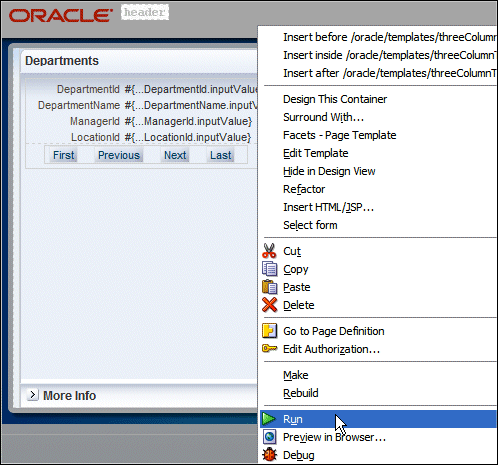 ORACLE header
Departments
DepartmentId #{...DepartmentId.inputValue
DepartmentName #{...DepartmentName.inputVa
ManagerId #{...ManagerId.inputValue}
LocationId #{...LocationId.inputValue}
First Previous Next Last
More Info
Insert before /oracle/templates/threeColumnT
Insert inside /oracle/templates/threeColumnTe
Insert after /oracle/templates/threeColumnTe
Design This Container
Surround With...
Facets - Page Template
Edit Template
Hide in Design View
Refactor
Insert HTML/JSP...
Select form
Cut
Copy
Paste
Delete
Go to Page Definition
Edit Authorization...
Make
Rebuild
Run
Preview in Browser...
Debug